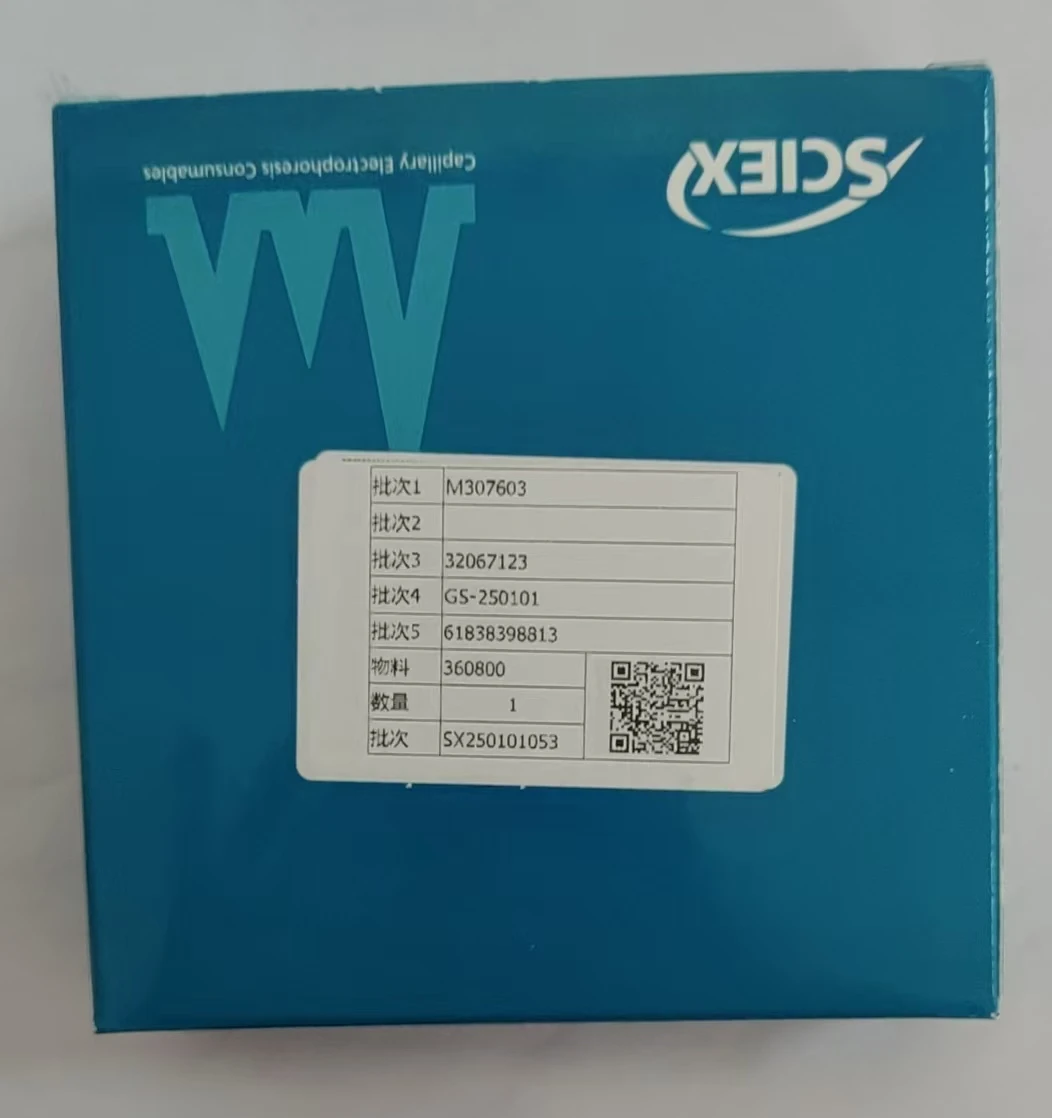 SCIEX
Capillary Electrophoresis Consumables
批次1 M307603
批次2
批次3 32067123
批次4 GS-250101
批次5 61838398813
物料 360800
数量 1
批次 SX250101053